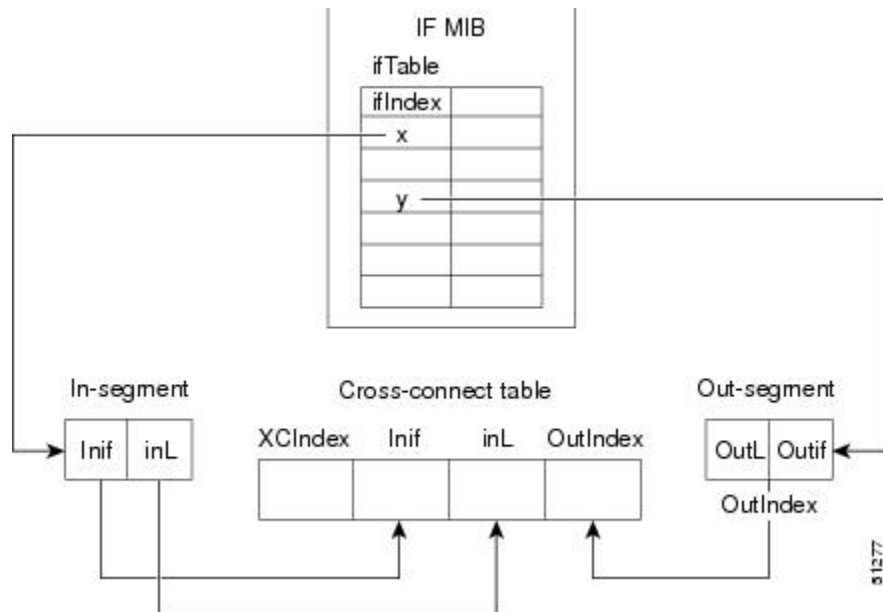 IF MIB
ifTable
ifIndex
x
y
In-segment
Cross-connect table
Out-segment
XCIndex Inif inL OutIndex
Inif inL
OutL Outif
OutIndex
51277